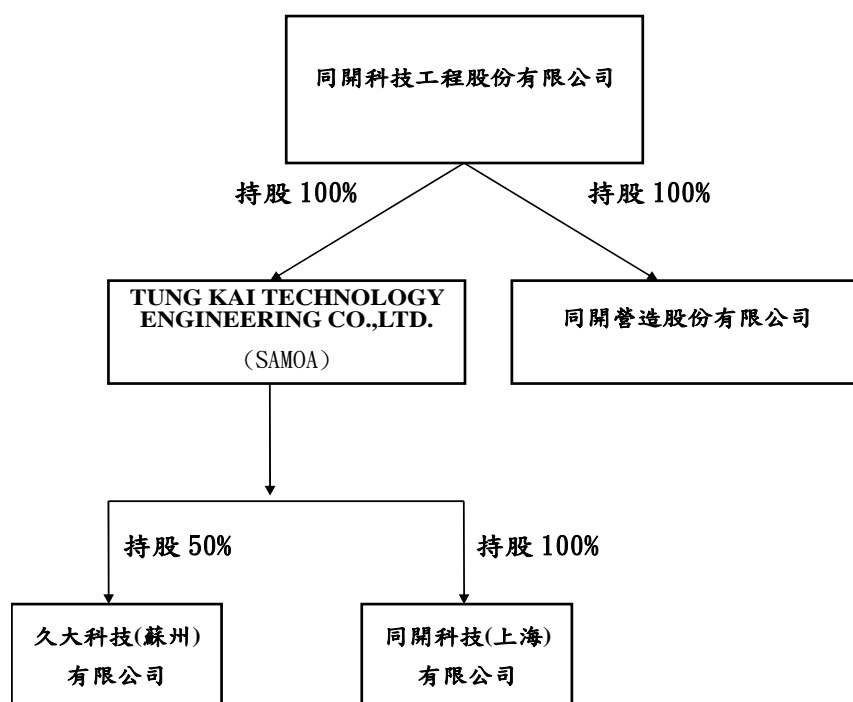 同開科技工程股份有限公司
持股 100%
持股 100%
TUNG KAI TECHNOLOGY
ENGINEERING CO.,LTD.
（SAMOA）
同開營造股份有限公司
持股 50%
持股 100%
久大科技(蘇州)
有限公司
同開科技(上海)
有限公司